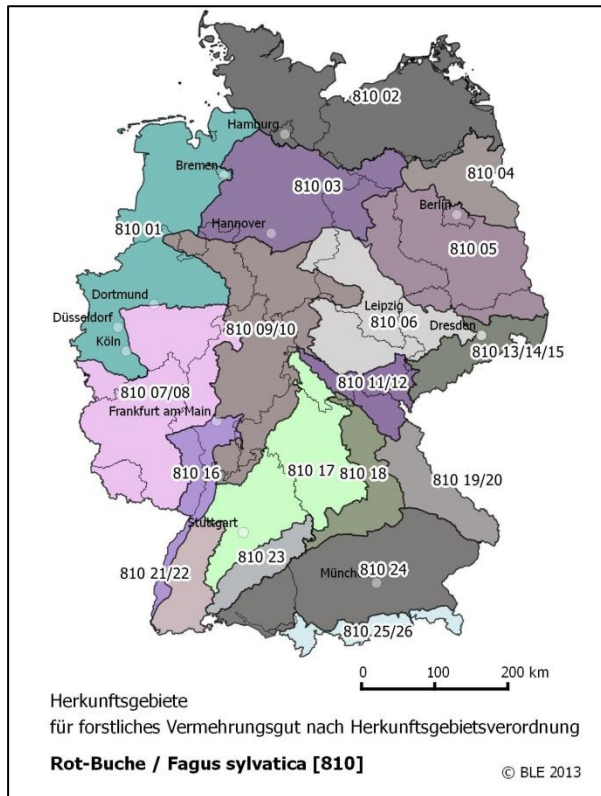 810 02
Hamburg
810 04
Bremen
810 03
Berlin
Hannover
810 01
810 05
Dortmund
Leipzig
Düsseldorf
810 09/10
810 06
Dresden
Köln
810 13/14/15
810 07/08
810 11/12
Frankfurt am Main
810 16
810 17
810 18
810 19/20
Stuttgart
810 23
810 21/22
Münch
810 24
810 25/26
0 100 200 km
Herkunftsgebiete
für forstliches Vermehrungsgut nach Herkunftsgebietsverordnung
Rot-Buche / Fagus sylvatica [810]
© BLE 2013